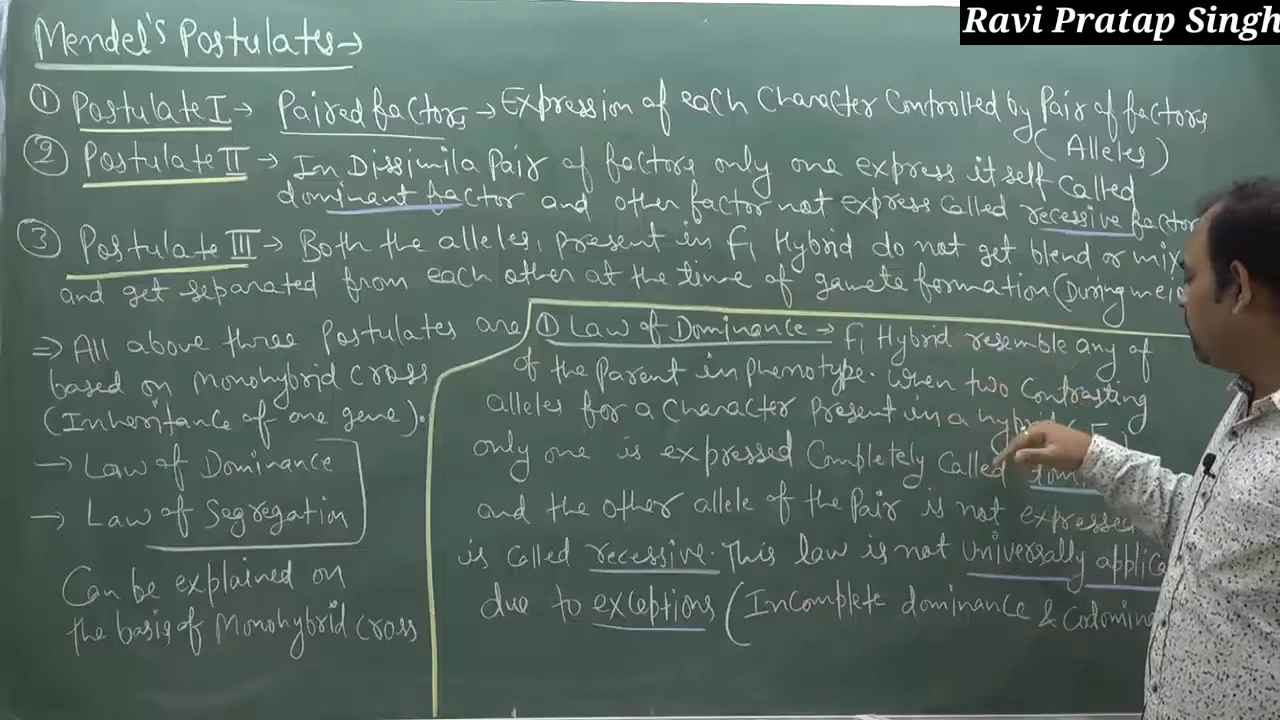 Ravi Pratap Singh
Mendel's Postulates →
① Postulate I → Paired factors → Expression of each Character Controlled by Pair of factors
(Alleles)
② Postulate II → In Dissimila Pair of factors only one express itself Called
dominant factor and other factor not express Called recessive factor
③ Postulate III → Both the alleles, present in F1 Hybrid do not get blend or mix
and get separated from each other at the time of gamete formation (During
⇒ All above three Postulates are
based on Monohybrid Cross
(Inheritance of one gene).
→ Law of Dominance
→ Law of Segregation
Can be explained on
the basis of Monohybrid Cross
① Law of Dominance → F1 Hybrid resemble any of
of the Parent in Phenotype. When two Contrasting
alleles for a Character Present in a
only one is expressed Completely Called
and the other allele of the Pair is not expressed
is called recessive. This law is not universally
due to exceptions (Incomplete dominance &